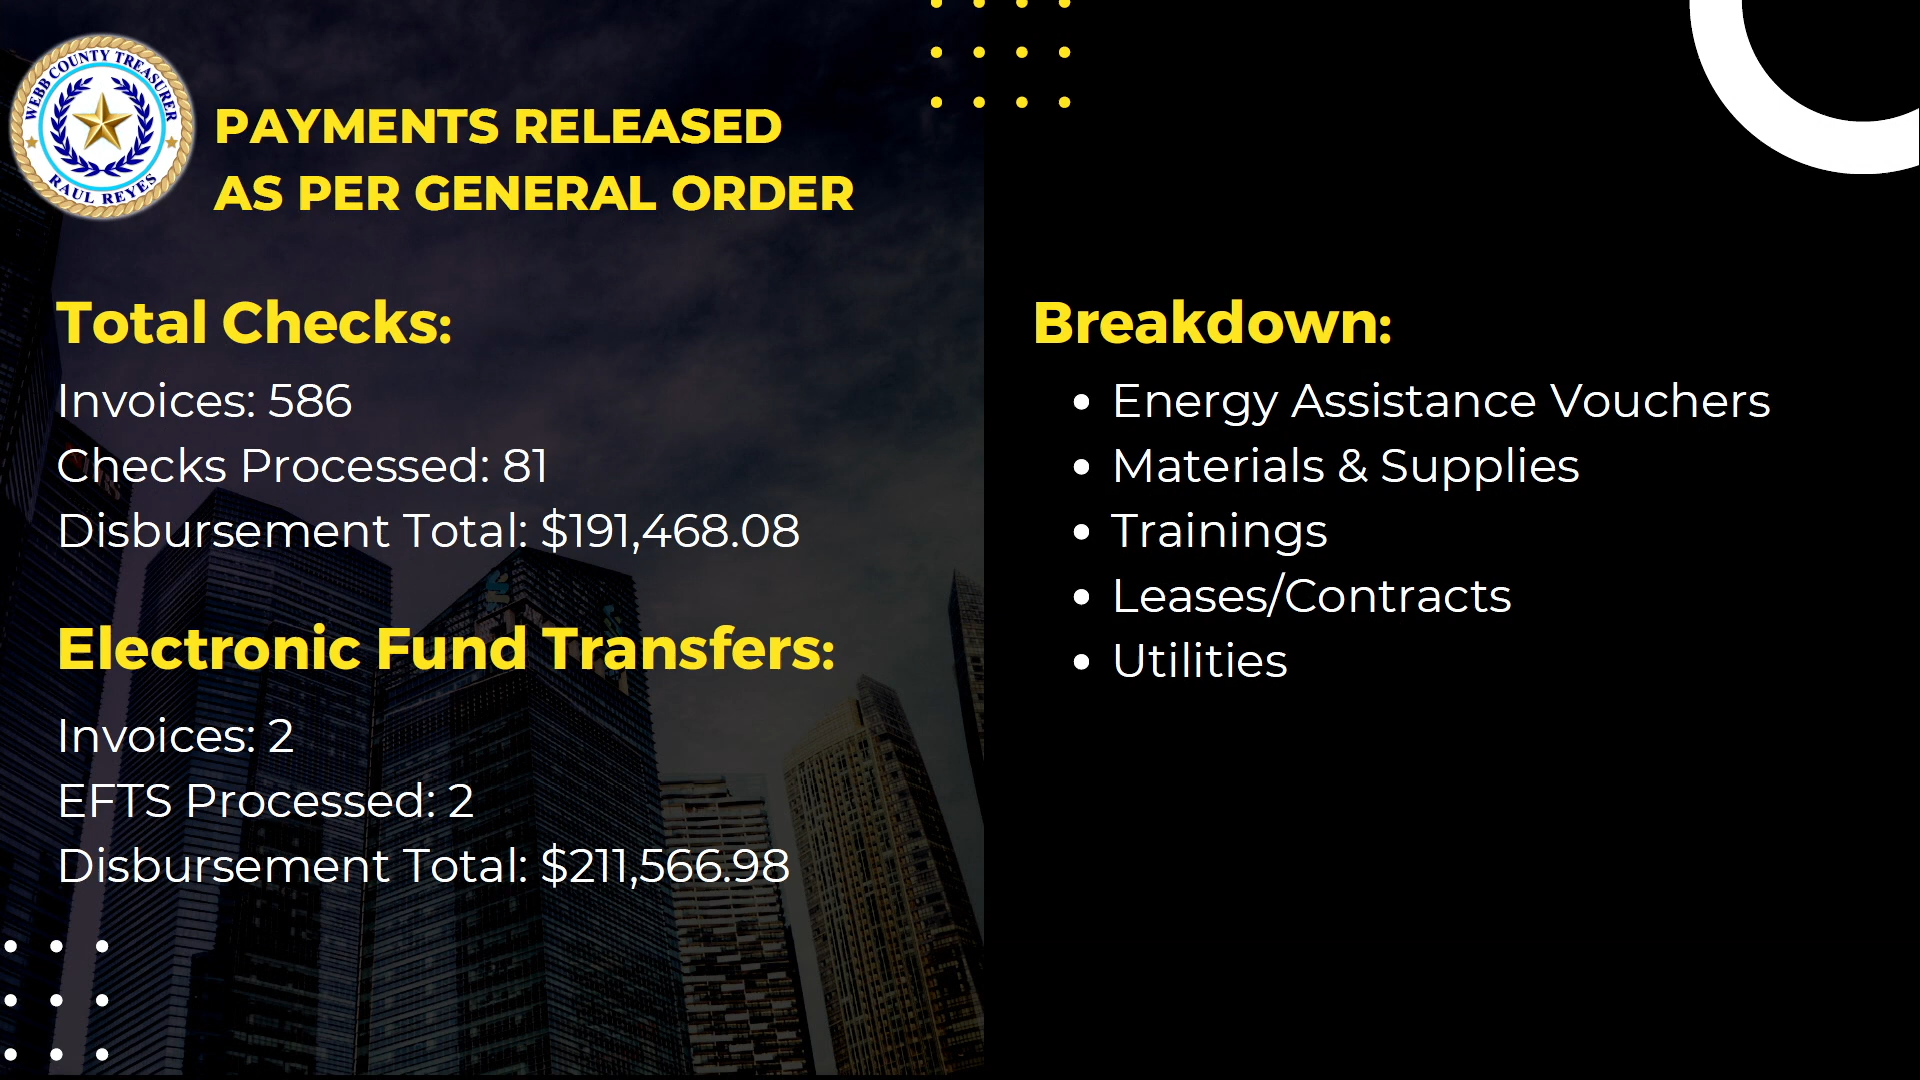 WEBB COUNTY TREASURER
RAUL REYES
PAYMENTS RELEASED
AS PER GENERAL ORDER
Total Checks:
Invoices: 586
Checks Processed: 81
Disbursement Total: $191,468.08
Electronic Fund Transfers:
Invoices: 2
EFTS Processed: 2
Disbursement Total: $211,566.98
Breakdown:
• Energy Assistance Vouchers
• Materials & Supplies
• Trainings
• Leases/Contracts
• Utilities